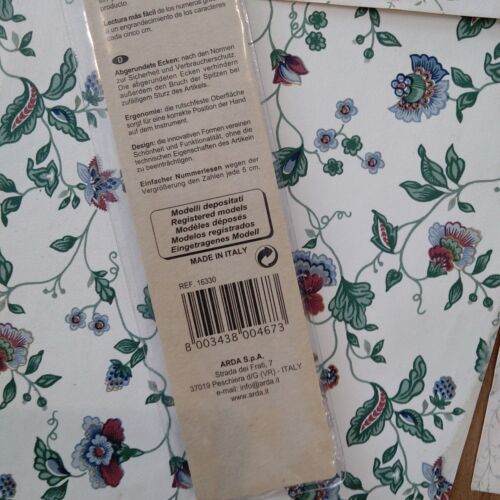 producto.
Lectura más fácil de los numeros
a un engrandecimiento de los caracteres
cada cinco cm.
D
Abgerundete Ecken: nach den Normen
zur Sicherheit und Verbraucherschutz.
Die abgerundeten Ecken verhindern
außerdem den Bruch der Spitzen bei
zufälligem Sturz des Artikels.
Ergonomie: die rutschfeste Oberfläche
sorgt für eine korrekte Position der Hand
auf dem Instrument.
Design: die innovativen Formen vereinen
Schönheit und Funktionalität, ohne die
technischen Eigenschaften des Artikels
zu beeinträchtigen.
Einfacher Nummerlesen wegen der
Vergrößerung den Zahlen jede 5 cm.
Modelli depositati
Registered models
Modèles déposés
Modelos registrados
Eingetragenes Modell
MADE IN ITALY
REF. 16330
8 003438 004673
ARDA S.p.A.
Strada dei Frati, 7
37019 Peschiera d/G (VR) - ITALY
e-mail: info@arda.it
www.arda.it